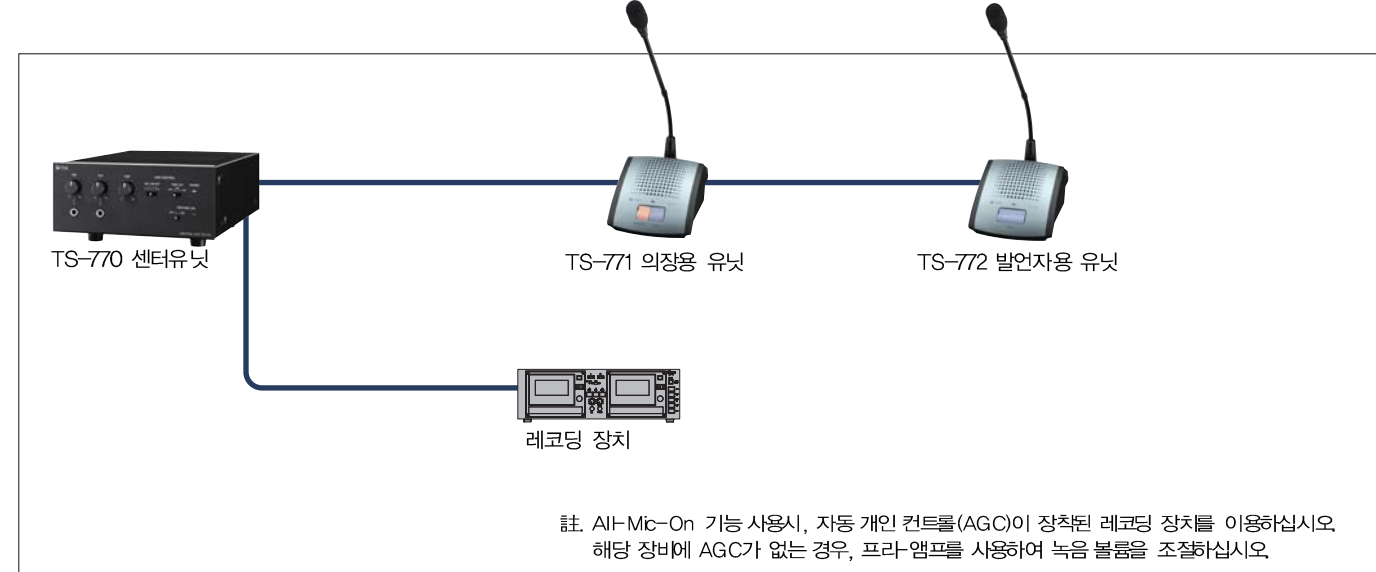 TS-770 센터유닛
TS-771 의장용 유닛
TS-772 발언자용 유닛
레코딩 장치
註. All-Mic-On 기능 사용시, 자동 개인 컨트롤(AGC)이 장착된 레코딩 장치를 이용하십시오.
해당 장비에 AGC가 없는 경우, 프라-앰프를 사용하여 녹음 볼륨을 조절하십시오.